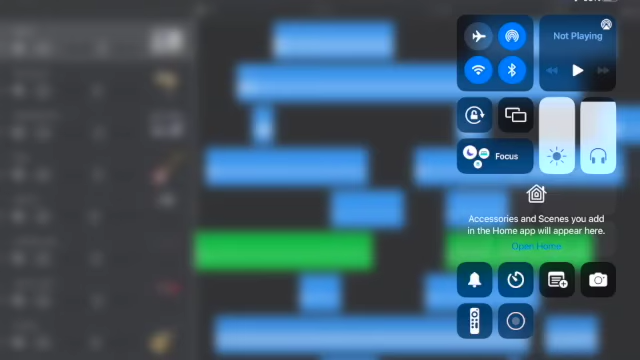 Not Playing
Focus
Accessories and Scenes you add
in the Home app will appear here.
Open Home